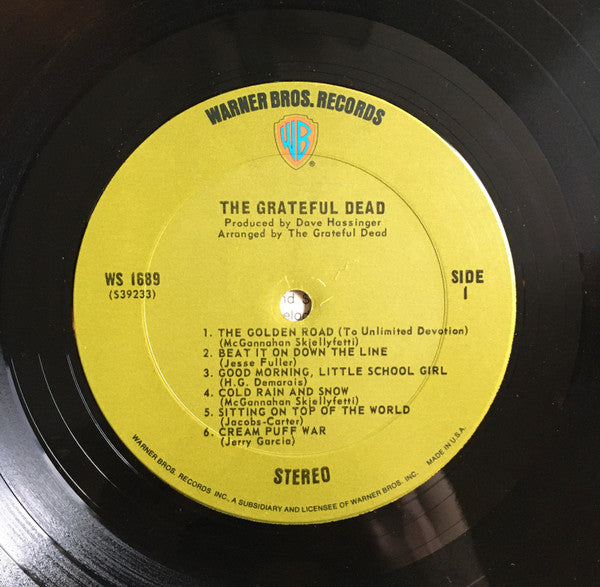 WARNER BROS. RECORDS
WB
®
THE GRATEFUL DEAD
Produced by Dave Hassinger
Arranged by The Grateful Dead
WS 1689
(S39233)
SIDE
1
1. THE GOLDEN ROAD (To Unlimited Devotion)
(McGannahan Skjellyfetti)
2. BEAT IT ON DOWN THE LINE
(Jesse Fuller)
3. GOOD MORNING, LITTLE SCHOOL GIRL
(H.G. Demarais)
4. COLD RAIN AND SNOW
(McGannahan Skjellyfetti)
5. SITTING ON TOP OF THE WORLD
(Jacobs-Carter)
6. CREAM PUFF WAR
(Jerry Garcia)
STEREO
WARNER BROS. RECORDS INC., A SUBSIDIARY AND LICENSEE OF WARNER BROS. INC. MADE IN U.S.A.